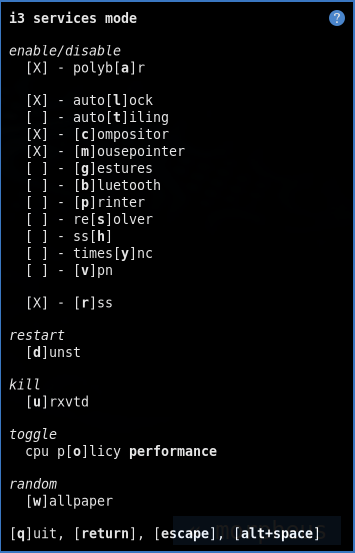 i3 services mode
?
enable/disable
[X] - polyb[a]r
[X] - auto[l]ock
[ ] - auto[t]iling
[X] - [c]ompositor
[X] - [m]ousepointer
[ ] - [g]estures
[ ] - [b]luetooth
[ ] - [p]rinter
[ ] - re[s]olver
[ ] - ss[h]
[ ] - times[y]nc
[ ] - [v]pn
[X] - [r]ss
restart
[d]unst
kill
[u]rxvtd
toggle
cpu p[o]licy performance
random
[w]allpaper
[q]uit, [return], [escape], [alt+space]